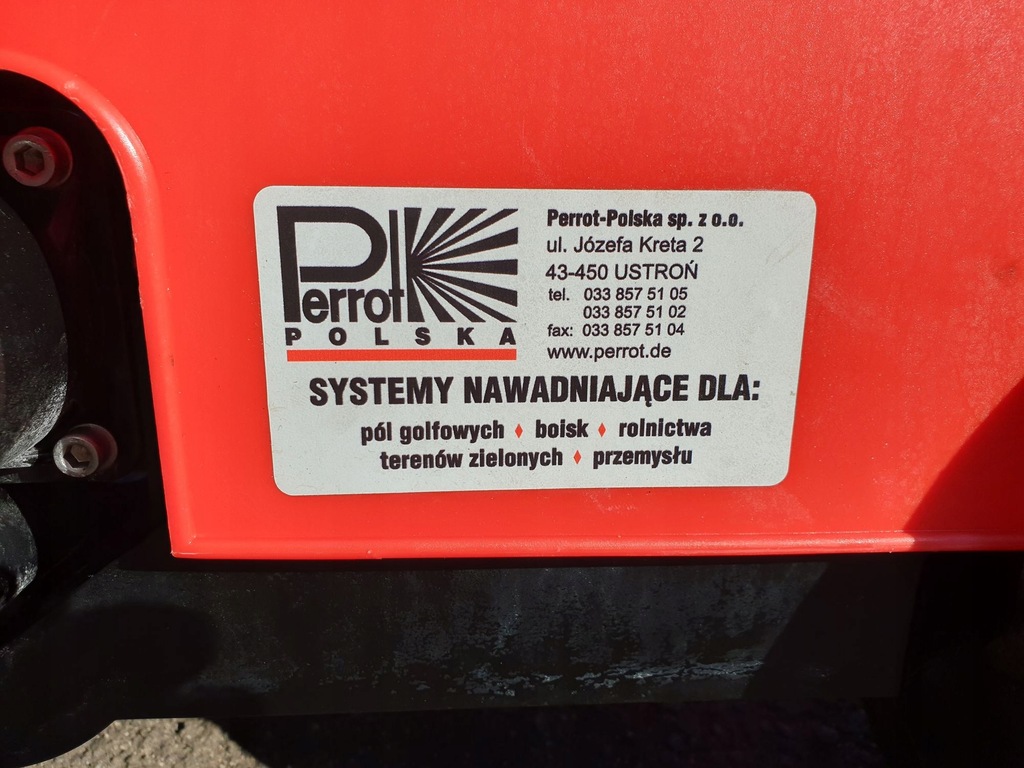 Perrot
POLSKA
Perrot-Polska sp. z o.o.
ul. Józefa Kreta 2
43-450 USTROŃ
tel. 033 857 51 05
033 857 51 02
fax: 033 857 51 04
www.perrot.de
SYSTEMY NAWADNIAJĄCE DLA:
pól golfowych ♦ boisk ♦ rolnictwa
terenów zielonych ♦ przemysłu